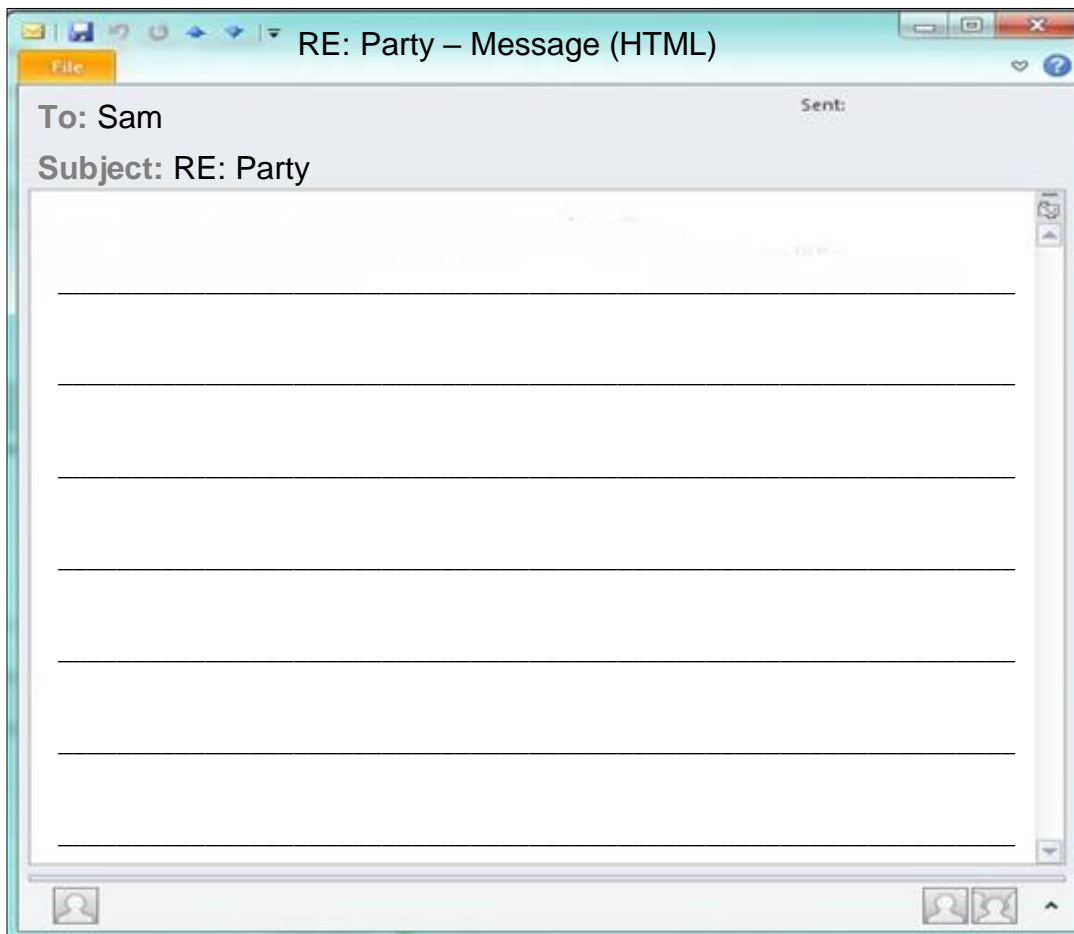 RE: Party – Message (HTML)
File
Sent:
To: Sam
Subject: RE: Party